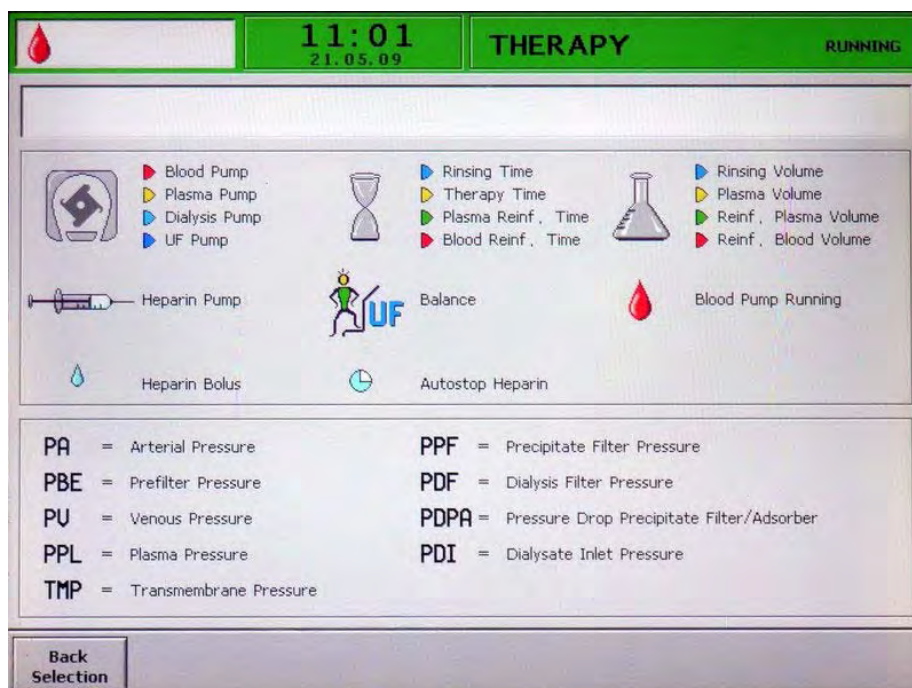 11:01
21.05.09
THERAPY
RUNNING
Blood Pump
Plasma Pump
Dialysis Pump
UF Pump
Rinsing Time
Therapy Time
Plasma Reinf. Time
Blood Reinf. Time
Rinsing Volume
Plasma Volume
Reinf. Plasma Volume
Reinf. Blood Volume
Heparin Pump
UF
Balance
Blood Pump Running
Heparin Bolus
Autostop Heparin
PA = Arterial Pressure
PBE = Prefilter Pressure
PV = Venous Pressure
PPL = Plasma Pressure
TMP = Transmembrane Pressure
PPF = Precipitate Filter Pressure
PDF = Dialysis Filter Pressure
PDPA = Pressure Drop Precipitate Filter/Adsorber
PDI = Dialysate Inlet Pressure
Back
Selection